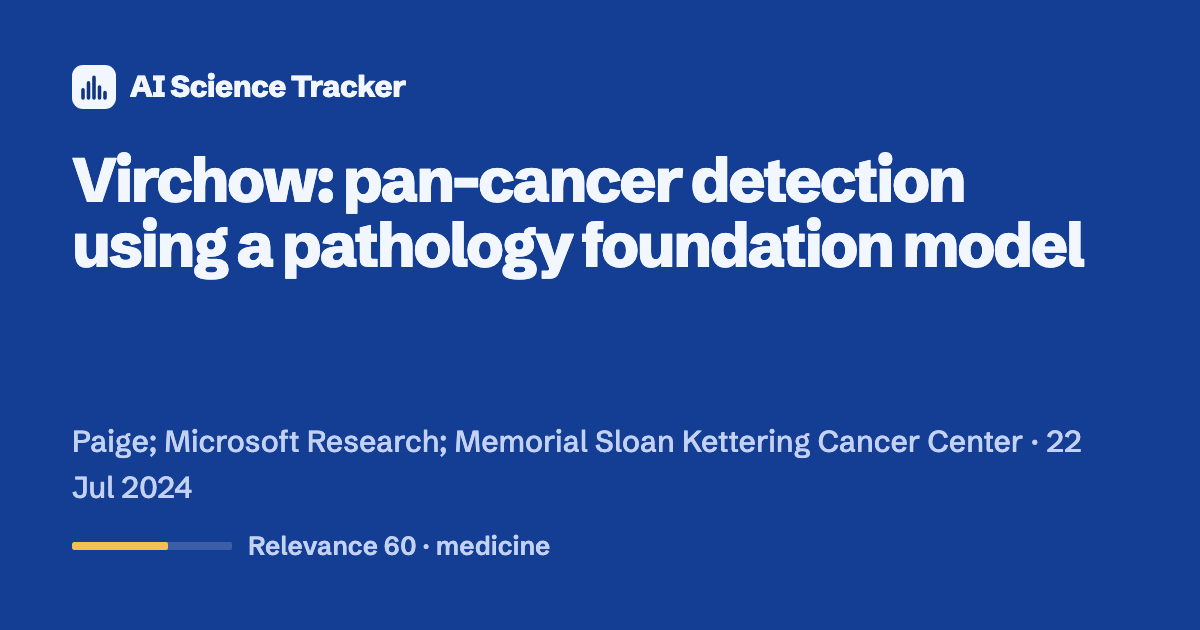 AI Science Tracker
Virchow: pan-cancer detection
using a pathology foundation model
Paige; Microsoft Research; Memorial Sloan Kettering Cancer Center · 22
Jul 2024
Relevance 60 · medicine